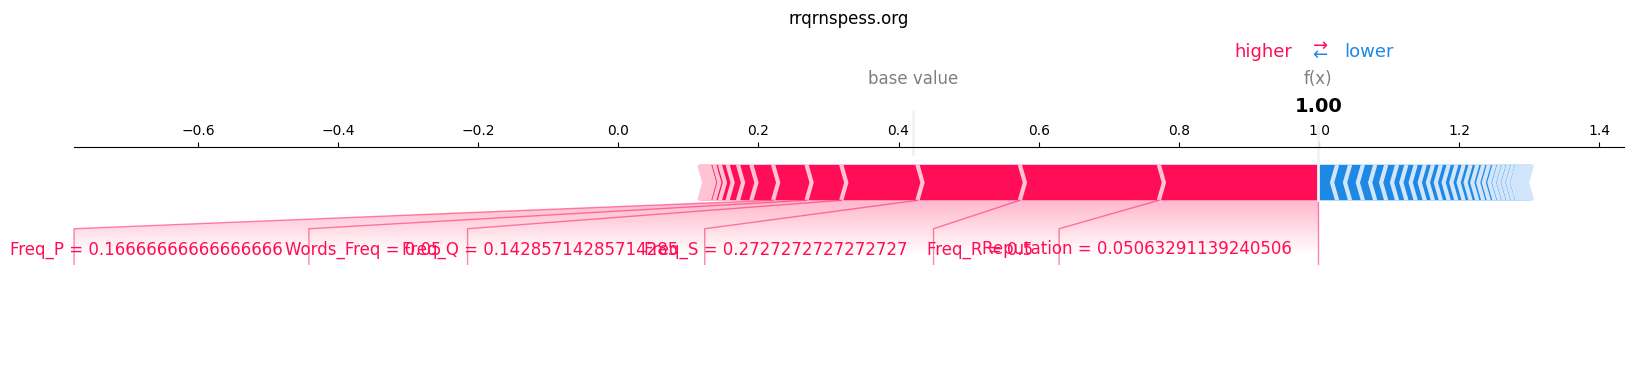 rrqrnspess.org
higher ⇄ lower
base value f(x)
1.00
−0.6 −0.4 −0.2 0.0 0.2 0.4 0.6 0.8 1.0 1.2 1.4
Freq_P = 0.16666666666666666 Words_Freq = 0.05 Freq_Q = 0.14285714285714285 Freq_S = 0.2727272727272727 Freq_R = 0.5 Reputation = 0.05063291139240506